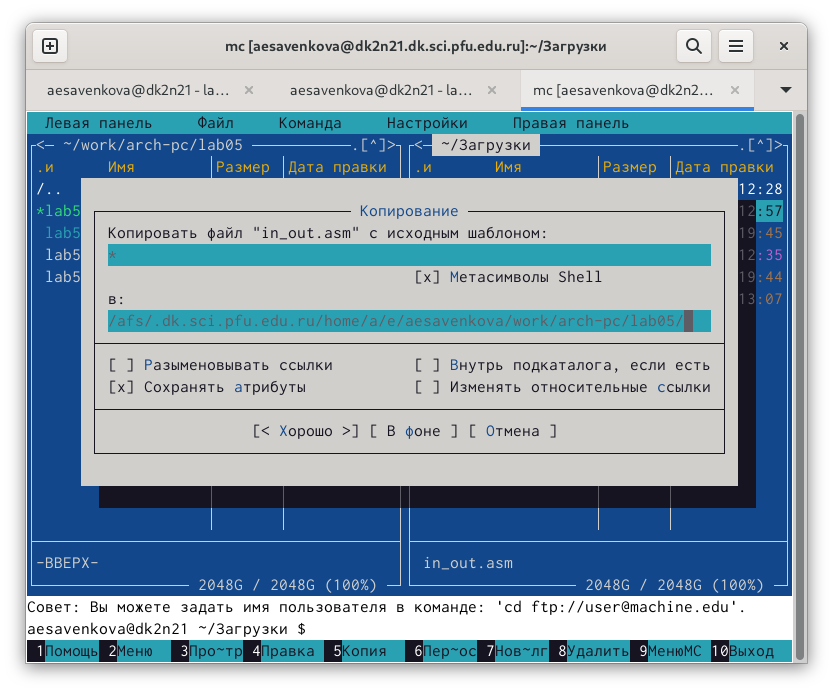 mc [aesavenkova@dk2n21.dk.sci.pfu.edu.ru]:~/Загрузки
aesavenkova@dk2n21 - la… × aesavenkova@dk2n21 - la… × mc [aesavenkova@dk2n2… ×
Левая панель Файл Команда Настройки Правая панель
<— ~/work/arch-pc/lab05 .[^]> <— ~/Загрузки .[^]>
.и Имя Размер Дата правки .и Имя Размер Дата правки
/.. 12:28
*lab5 12:57
lab5 19:45
lab5 12:35
lab5 19:44
13:07
Копирование
Копировать файл "in_out.asm" с исходным шаблоном:
*
[x] Метасимволы Shell
в:
/afs/.dk.sci.pfu.edu.ru/home/a/e/aesavenkova/work/arch-pc/lab05/
[ ] Разыменовывать ссылки [ ] Внутрь подкаталога, если есть
[x] Сохранять атрибуты [ ] Изменять относительные ссылки
[< Хорошо >] [ В фоне ] [ Отмена ]
-ВВЕРХ- in_out.asm
2048G / 2048G (100%) 2048G / 2048G (100%)
Совет: Вы можете задать имя пользователя в команде: 'cd ftp://user@machine.edu'.
aesavenkova@dk2n21 ~/Загрузки $
1Помощь 2Меню 3Про~тр 4Правка 5Копия 6Пер~ос 7Нов~лг 8Удалить 9МенюМС 10Выход